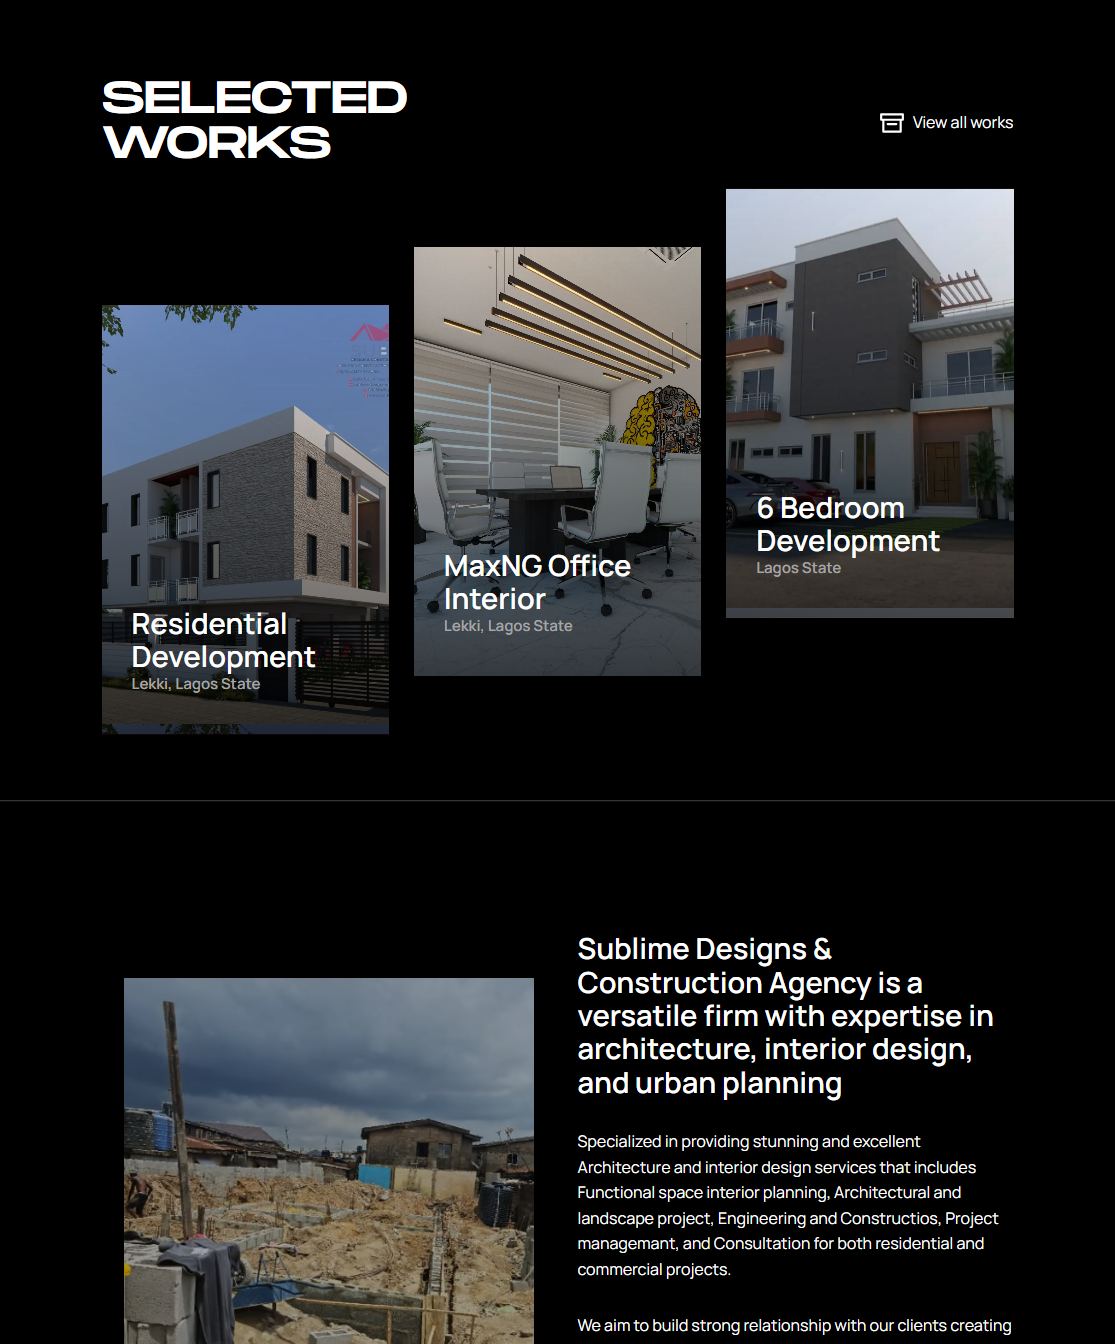 SELECTED
WORKS
View all works
6 Bedroom
Development
Lagos State
MaxNG Office
Interior
Lekki, Lagos State
Residential
Development
Lekki, Lagos State
Sublime Designs &
Construction Agency is a
versatile firm with expertise in
architecture, interior design,
and urban planning
Specialized in providing stunning and excellent
Architecture and interior design services that includes
Functional space interior planning, Architectural and
landscape project, Engineering and Constructios, Project
managemant, and Consultation for both residential and
commercial projects.
We aim to build strong relationship with our clients creating